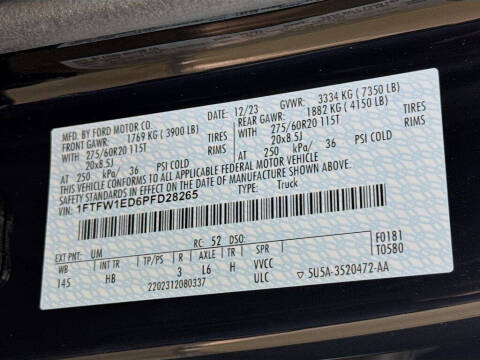 MFD. BY FORD MOTOR CO.
DATE: 12/23 GVWR: 3334 KG ( 7350 LB)
FRONT GAWR: 1769 KG ( 3900 LB)
REAR GAWR: 1882 KG ( 4150 LB)
WITH 275/60R20 115T TIRES
WITH 275/60R20 115T TIRES
20x8.5J RIMS
20x8.5J RIMS
AT 250 kPa/ 36 PSI COLD
AT 250 kPa/ 36 PSI COLD
THIS VEHICLE CONFORMS TO ALL APPLICABLE FEDERAL MOTOR VEHICLE
SAFETY STANDARDS IN EFFECT ON THE DATE OF MANUFACTURE SHOWN ABOVE.
VIN: 1FTFW1ED6PFD28265
TYPE: Truck
EXT PNT: UM RC: 52 DSO: F0181
WB INT TR TP/PS R AXLE TR SPR T0580
145 HB 3 L6 H VVCC
2202312080337 ULC ▽ 5U5A-3520472-AA